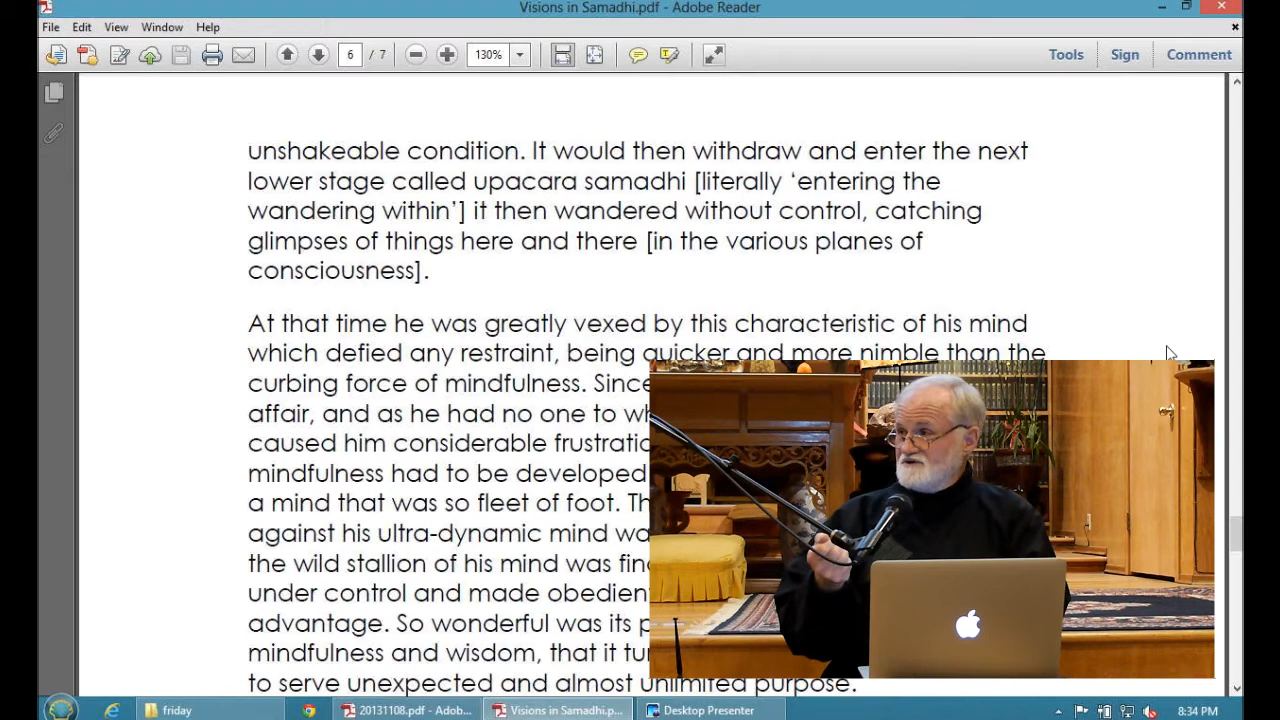 Visions in Samadhi.pdf - Adobe Reader
File Edit View Window Help
6 / 7 130% Tools Sign Comment
unshakeable condition. It would then withdraw and enter the next
lower stage called upacara samadhi [literally ‘entering the
wandering within’] it then wandered without control, catching
glimpses of things here and there [in the various planes of
consciousness].
At that time he was greatly vexed by this characteristic of his mind
which defied any restraint, being quicker and more nimble than the
curbing force of mindfulness. Since
affair, and as he had no one to
caused him considerable
mindfulness had to be developed
a mind that was so fleet of foot.
against his ultra-dynamic mind
the wild stallion of his mind was
under control and made
advantage. So wonderful was its
mindfulness and wisdom, that it
to serve unexpected and almost unlimited purpose.
friday 20131108.pdf - Adob... Visions in Samadhi.p... Desktop Presenter 8:34 PM